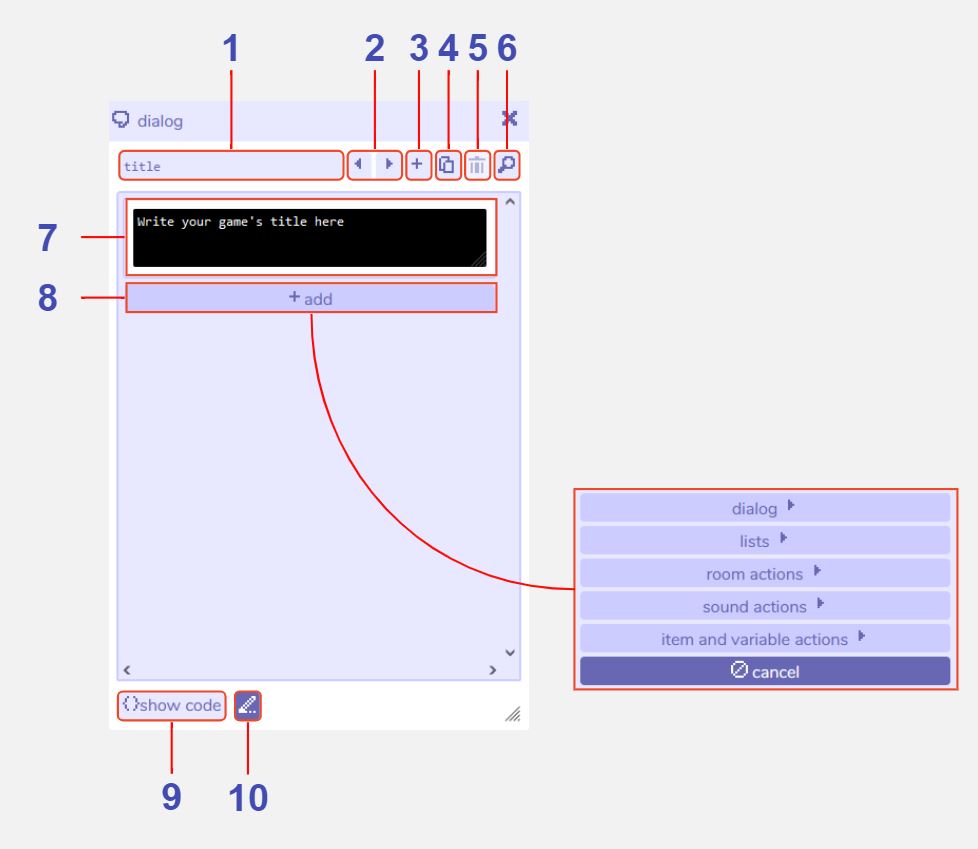 1
2
3
4
5
6
dialog
title
7
Write your game's title here
8
+ add
dialog
lists
room actions
sound actions
item and variable actions
cancel
{}show code
9
10